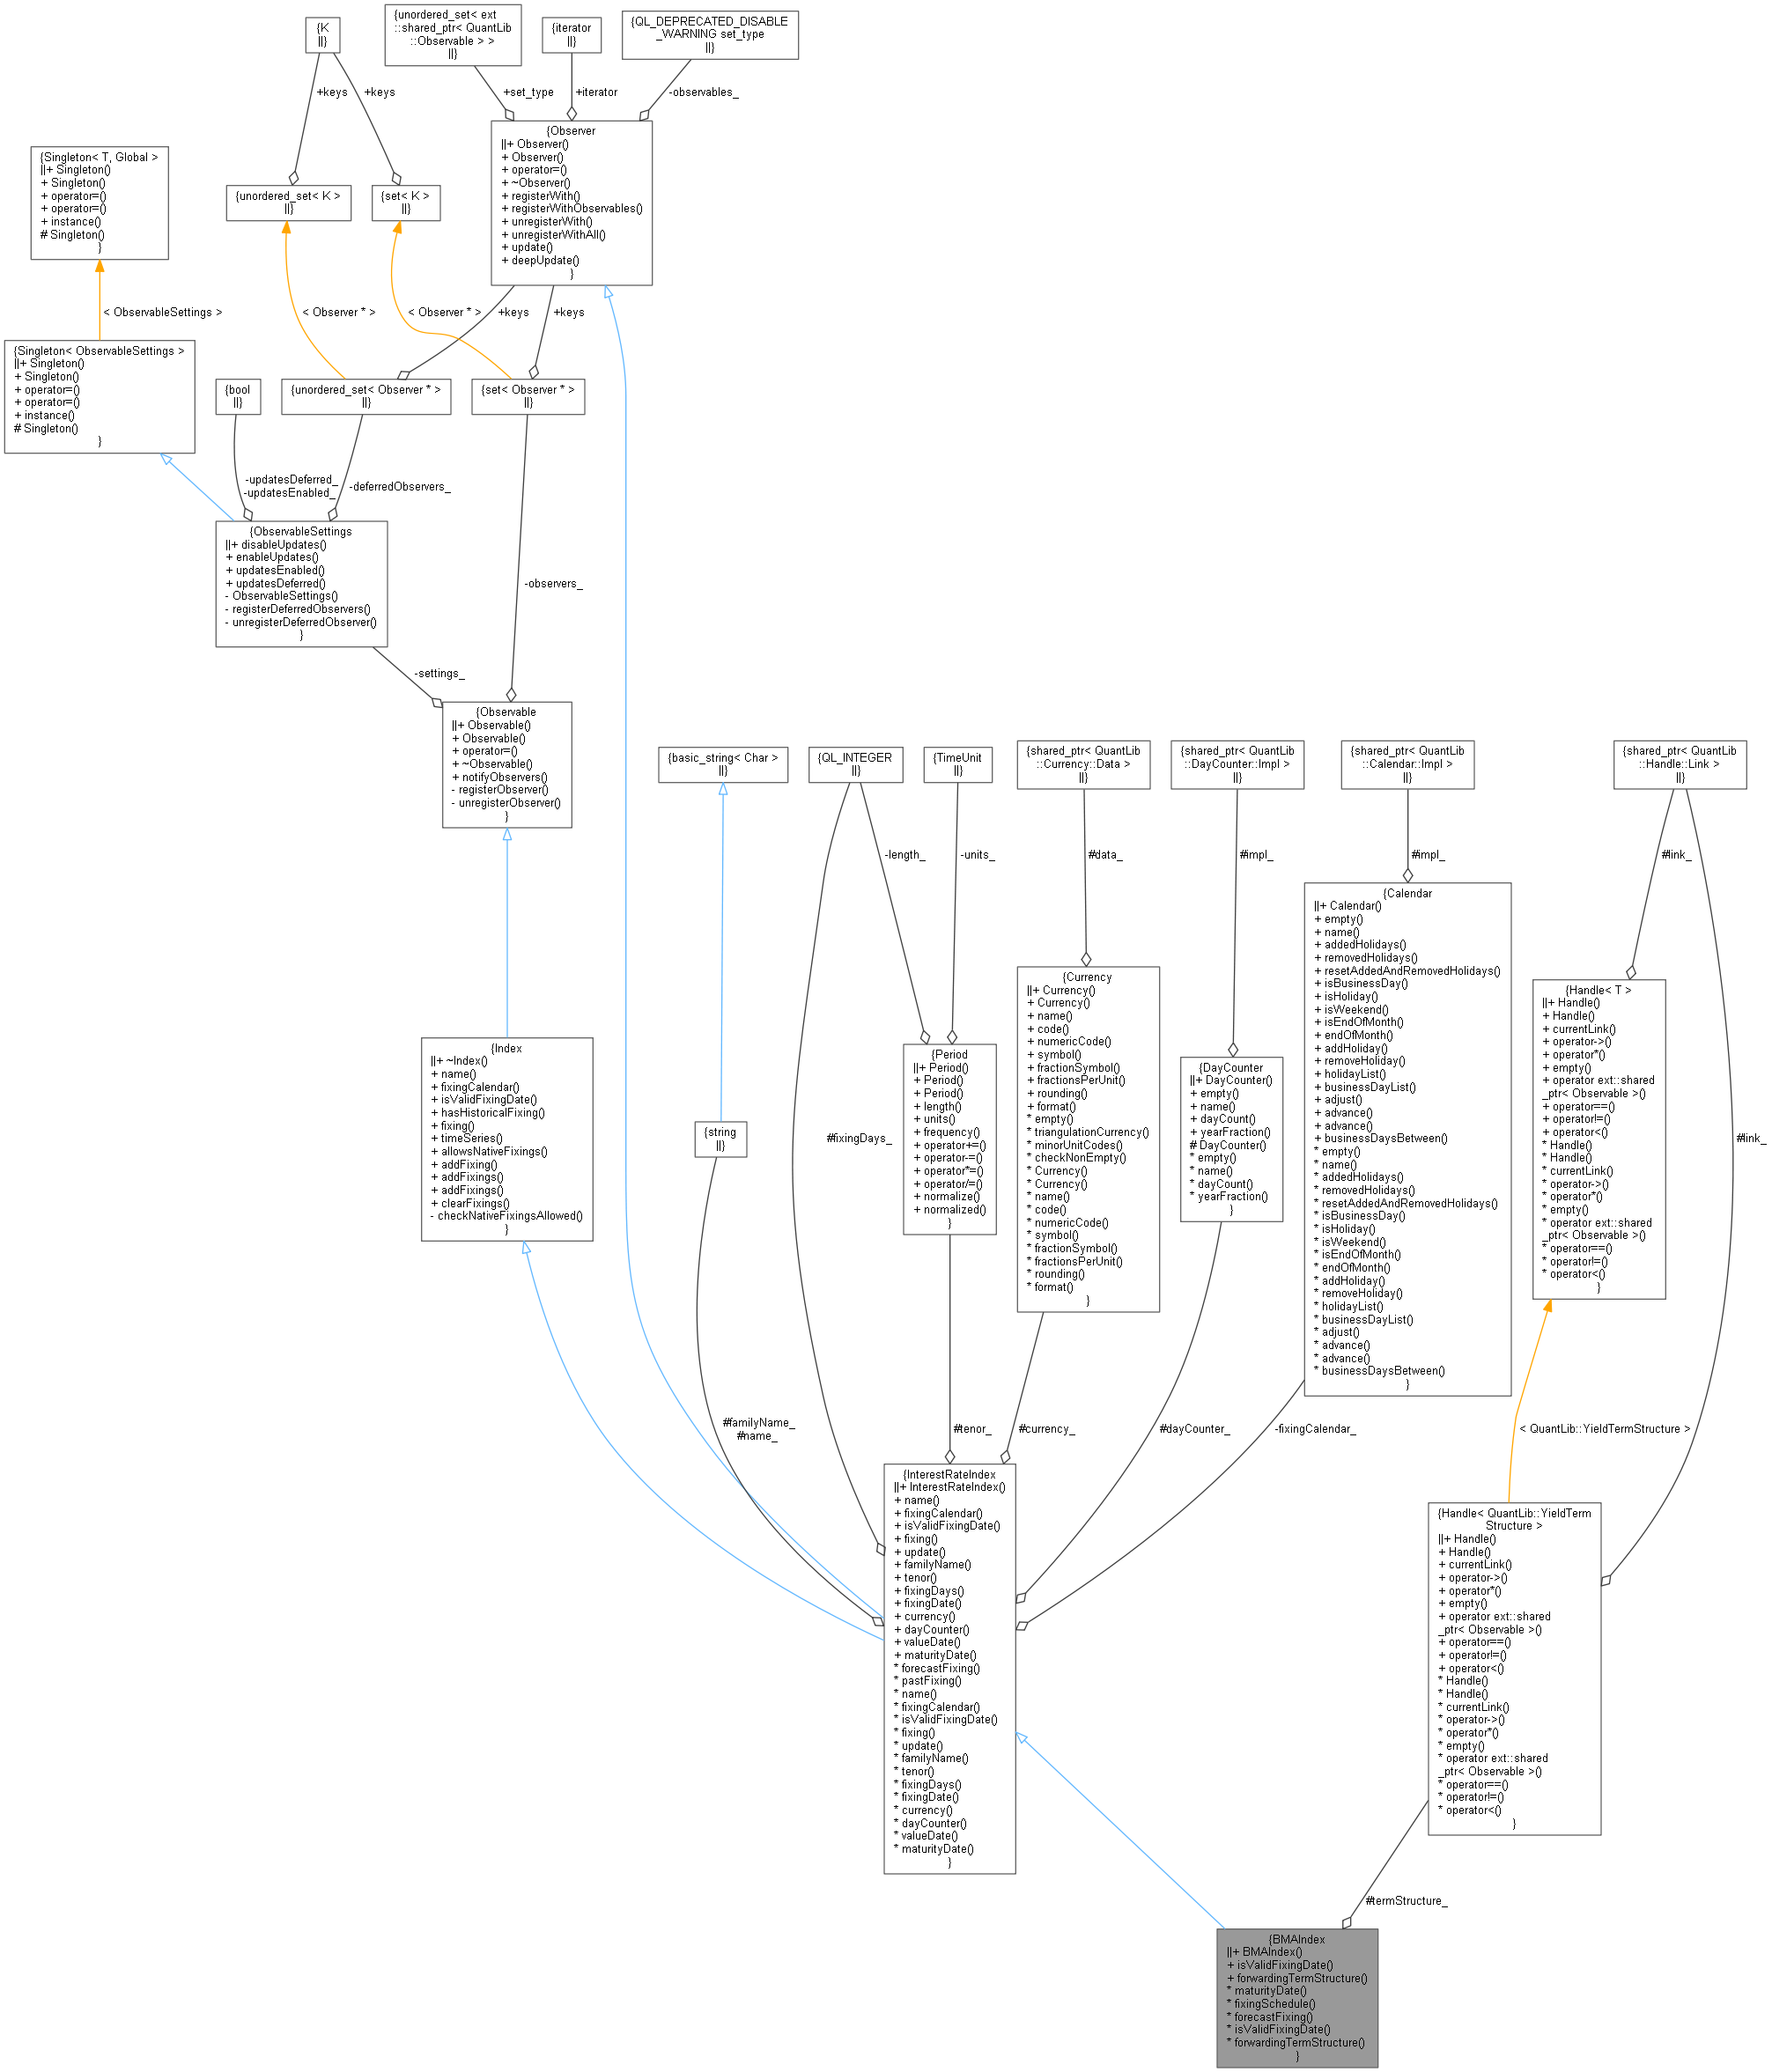 {K
||}
{unordered_set< ext
::shared_ptr< QuantLib
::Observable > >
||}
{iterator
||}
{QL_DEPRECATED_DISABLE
_WARNING set_type
||}
+keys
+keys
+set_type
+iterator
-observables_
{Singleton< T, Global >
||+ Singleton()
+ Singleton()
+ operator=()
+ operator=()
+ instance()
# Singleton()
}
{unordered_set< K >
||}
{set< K >
||}
{Observer
||+ Observer()
+ Observer()
+ operator=()
+ ~Observer()
+ registerWith()
+ registerWithObservables()
+ unregisterWith()
+ unregisterWithAll()
+ update()
+ deepUpdate()
}
< ObservableSettings >
< Observer * >
< Observer * >
+keys
+keys
{Singleton< ObservableSettings >
||+ Singleton()
+ Singleton()
+ operator=()
+ operator=()
+ instance()
# Singleton()
}
{bool
||}
{unordered_set< Observer * >
||}
{set< Observer * >
||}
-updatesDeferred_
-updatesEnabled_
-deferredObservers_
{ObservableSettings
||+ disableUpdates()
+ enableUpdates()
+ updatesEnabled()
+ updatesDeferred()
- ObservableSettings()
- registerDeferredObservers()
- unregisterDeferredObserver()
}
-observers_
-settings_
{Observable
||+ Observable()
+ Observable()
+ operator=()
+ ~Observable()
+ notifyObservers()
- registerObserver()
- unregisterObserver()
}
{basic_string< Char >
||}
{QL_INTEGER
||}
{TimeUnit
||}
{shared_ptr< QuantLib
::Currency::Data >
||}
{shared_ptr< QuantLib
::DayCounter::Impl >
||}
{shared_ptr< QuantLib
::Calendar::Impl >
||}
{shared_ptr< QuantLib
::Handle::Link >
||}
-length_
-units_
#data_
#impl_
#impl_
#link_
{Index
||+ ~Index()
+ name()
+ fixingCalendar()
+ isValidFixingDate()
+ hasHistoricalFixing()
+ fixing()
+ timeSeries()
+ allowsNativeFixings()
+ addFixing()
+ addFixings()
+ addFixings()
+ clearFixings()
- checkNativeFixingsAllowed()
}
{string
||}
#fixingDays_
{Period
||+ Period()
+ Period()
+ Period()
+ length()
+ units()
+ frequency()
+ operator+=()
+ operator-=()
+ operator*=()
+ operator/=()
+ normalize()
+ normalized()
}
{Currency
||+ Currency()
+ Currency()
+ name()
+ code()
+ numericCode()
+ symbol()
+ fractionSymbol()
+ fractionsPerUnit()
+ rounding()
+ format()
* empty()
* triangulationCurrency()
* minorUnitCodes()
* checkNonEmpty()
* Currency()
* Currency()
* name()
* code()
* numericCode()
* symbol()
* fractionSymbol()
* fractionsPerUnit()
* rounding()
* format()
}
{DayCounter
||+ DayCounter()
+ empty()
+ name()
+ dayCount()
+ yearFraction()
# DayCounter()
* empty()
* name()
* dayCount()
* yearFraction()
}
{Calendar
||+ Calendar()
+ empty()
+ name()
+ addedHolidays()
+ removedHolidays()
+ resetAddedAndRemovedHolidays()
+ isBusinessDay()
+ isHoliday()
+ isWeekend()
+ isEndOfMonth()
+ endOfMonth()
+ addHoliday()
+ removeHoliday()
+ holidayList()
+ businessDayList()
+ adjust()
+ advance()
+ advance()
+ businessDaysBetween()
* empty()
* name()
* addedHolidays()
* removedHolidays()
* resetAddedAndRemovedHolidays()
* isBusinessDay()
* isHoliday()
* isWeekend()
* isEndOfMonth()
* endOfMonth()
* addHoliday()
* removeHoliday()
* holidayList()
* businessDayList()
* adjust()
* advance()
* advance()
* businessDaysBetween()
}
{Handle< T >
||+ Handle()
+ Handle()
+ currentLink()
+ operator->()
+ operator*()
+ empty()
+ operator ext::shared
_ptr< Observable >()
+ operator==()
+ operator!=()
+ operator<()
* Handle()
* Handle()
* currentLink()
* operator->()
* operator*()
* empty()
* operator ext::shared
_ptr< Observable >()
* operator==()
* operator!=()
* operator<()
}
#link_
#familyName_
#name_
#tenor_
#currency_
#dayCounter_
-fixingCalendar_
< QuantLib::YieldTermStructure >
{InterestRateIndex
||+ InterestRateIndex()
+ name()
+ fixingCalendar()
+ isValidFixingDate()
+ fixing()
+ update()
+ familyName()
+ tenor()
+ fixingDays()
+ fixingDate()
+ currency()
+ dayCounter()
+ valueDate()
+ maturityDate()
* forecastFixing()
* pastFixing()
* name()
* fixingCalendar()
* isValidFixingDate()
* fixing()
* update()
* familyName()
* tenor()
* fixingDays()
* fixingDate()
* currency()
* dayCounter()
* valueDate()
* maturityDate()
}
{Handle< QuantLib::YieldTerm
Structure >
||+ Handle()
+ Handle()
+ currentLink()
+ operator->()
+ operator*()
+ empty()
+ operator ext::shared
_ptr< Observable >()
+ operator==()
+ operator!=()
+ operator<()
* Handle()
* Handle()
* currentLink()
* operator->()
* operator*()
* empty()
* operator ext::shared
_ptr< Observable >()
* operator==()
* operator!=()
* operator<()
}
#termStructure_
{BMAIndex
||+ BMAIndex()
+ isValidFixingDate()
+ forwardingTermStructure()
* maturityDate()
* fixingSchedule()
* forecastFixing()
* isValidFixingDate()
* forwardingTermStructure()
}